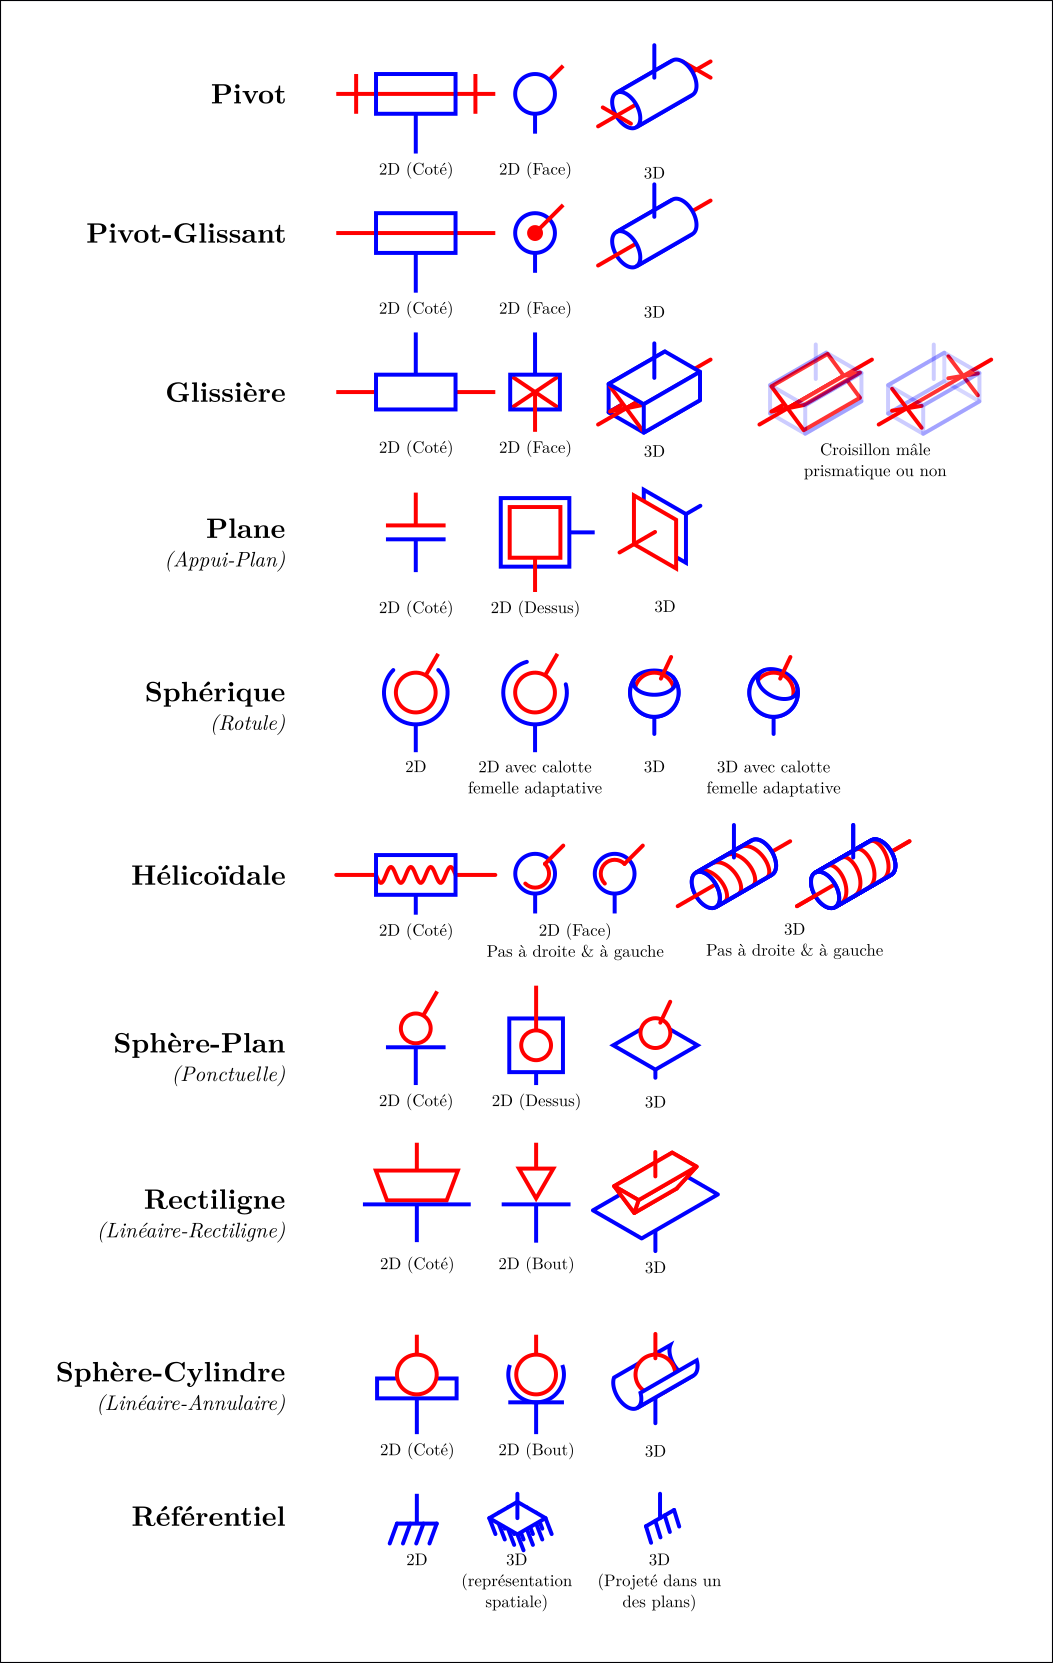 Pivot
2D (Coté)
2D (Face)
3D
Pivot-Glissant
2D (Coté)
2D (Face)
3D
Glissière
2D (Coté)
2D (Face)
3D
Croisillon mâle
prismatique ou non
Plane
(Appui-Plan)
2D (Coté)
2D (Dessus)
3D
Sphérique
(Rotule)
2D
2D avec calotte
femelle adaptative
3D
3D avec calotte
femelle adaptative
Hélicoïdale
2D (Coté)
2D (Face)
Pas à droite & à gauche
3D
Pas à droite & à gauche
Sphère-Plan
(Ponctuelle)
2D (Coté)
2D (Dessus)
3D
Rectiligne
(Linéaire-Rectiligne)
2D (Coté)
2D (Bout)
3D
Sphère-Cylindre
(Linéaire-Annulaire)
2D (Coté)
2D (Bout)
3D
Référentiel
2D
3D
(représentation
spatiale)
3D
(Projeté dans un
des plans)